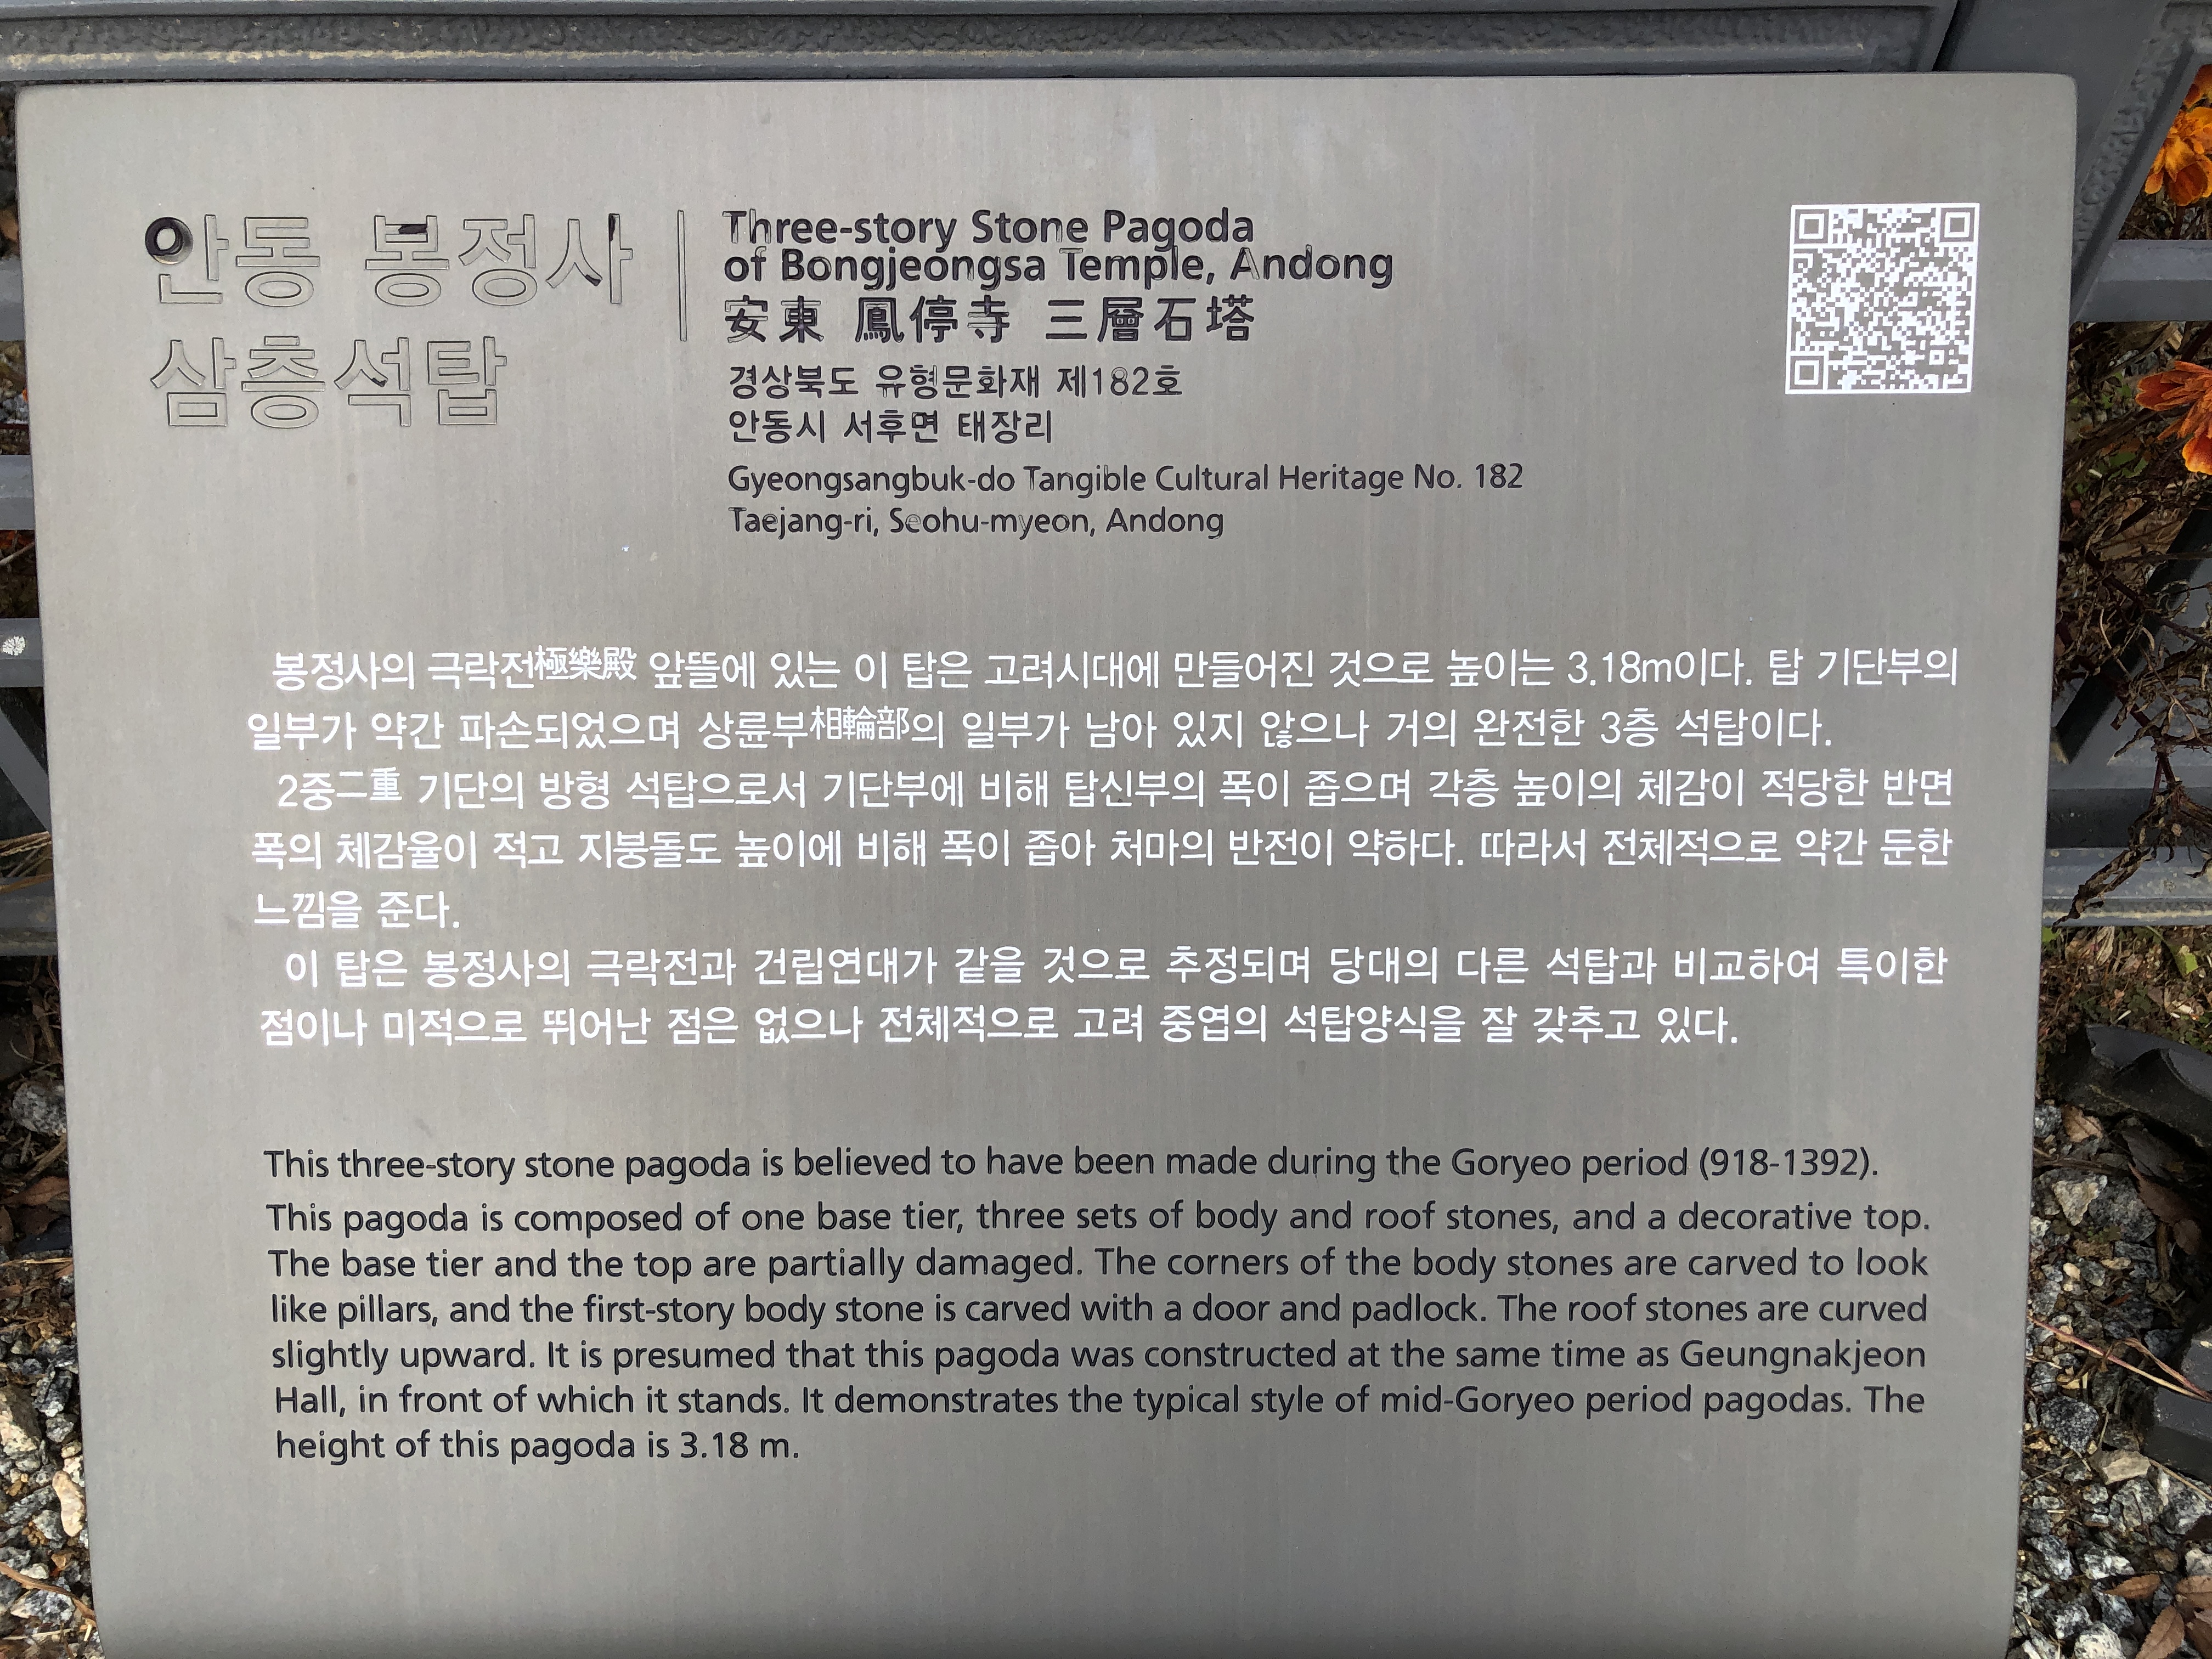 안동 봉정사
삼층석탑
Three-story Stone Pagoda
of Bongjeongsa Temple, Andong
安東 鳳停寺 三層石塔
경상북도 유형문화재 제182호
안동시 서후면 태장리
Gyeongsangbuk-do Tangible Cultural Heritage No. 182
Taejang-ri, Seohu-myeon, Andong
봉정사의 극락전極樂殿 앞뜰에 있는 이 탑은 고려시대에 만들어진 것으로 높이는 3.18m이다. 탑 기단부의
일부가 약간 파손되었으며 상륜부相輪部의 일부가 남아 있지 않으나 거의 완전한 3층 석탑이다.
2중二重 기단의 방형 석탑으로서 기단부에 비해 탑신부의 폭이 좁으며 각층 높이의 체감이 적당한 반면
폭의 체감율이 적고 지붕돌도 높이에 비해 폭이 좁아 처마의 반전이 약하다. 따라서 전체적으로 약간 둔한
느낌을 준다.
이 탑은 봉정사의 극락전과 건립연대가 같을 것으로 추정되며 당대의 다른 석탑과 비교하여 특이한
점이나 미적으로 뛰어난 점은 없으나 전체적으로 고려 중엽의 석탑양식을 잘 갖추고 있다.
This three-story stone pagoda is believed to have been made during the Goryeo period (918-1392).
This pagoda is composed of one base tier, three sets of body and roof stones, and a decorative top.
The base tier and the top are partially damaged. The corners of the body stones are carved to look
like pillars, and the first-story body stone is carved with a door and padlock. The roof stones are curved
slightly upward. It is presumed that this pagoda was constructed at the same time as Geungnakjeon
Hall, in front of which it stands. It demonstrates the typical style of mid-Goryeo period pagodas. The
height of this pagoda is 3.18 m.